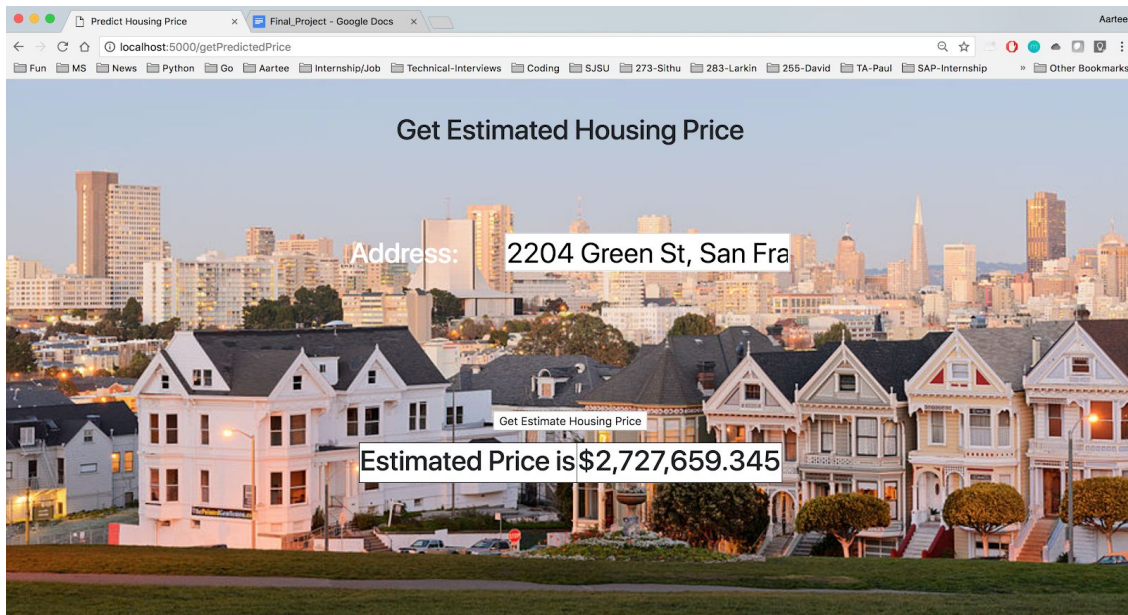 Predict Housing Price
Final_Project - Google Docs
Aartee
localhost:5000/getPredictedPrice
Fun MS News Python Go Aartee Internship/Job Technical-Interviews Coding SJSU 273-Sithu 283-Larkin 255-David TA-Paul SAP-Internship » Other Bookmarks
Get Estimated Housing Price
Address: 2204 Green St, San Fra
Get Estimate Housing Price
Estimated Price is $2,727,659.345